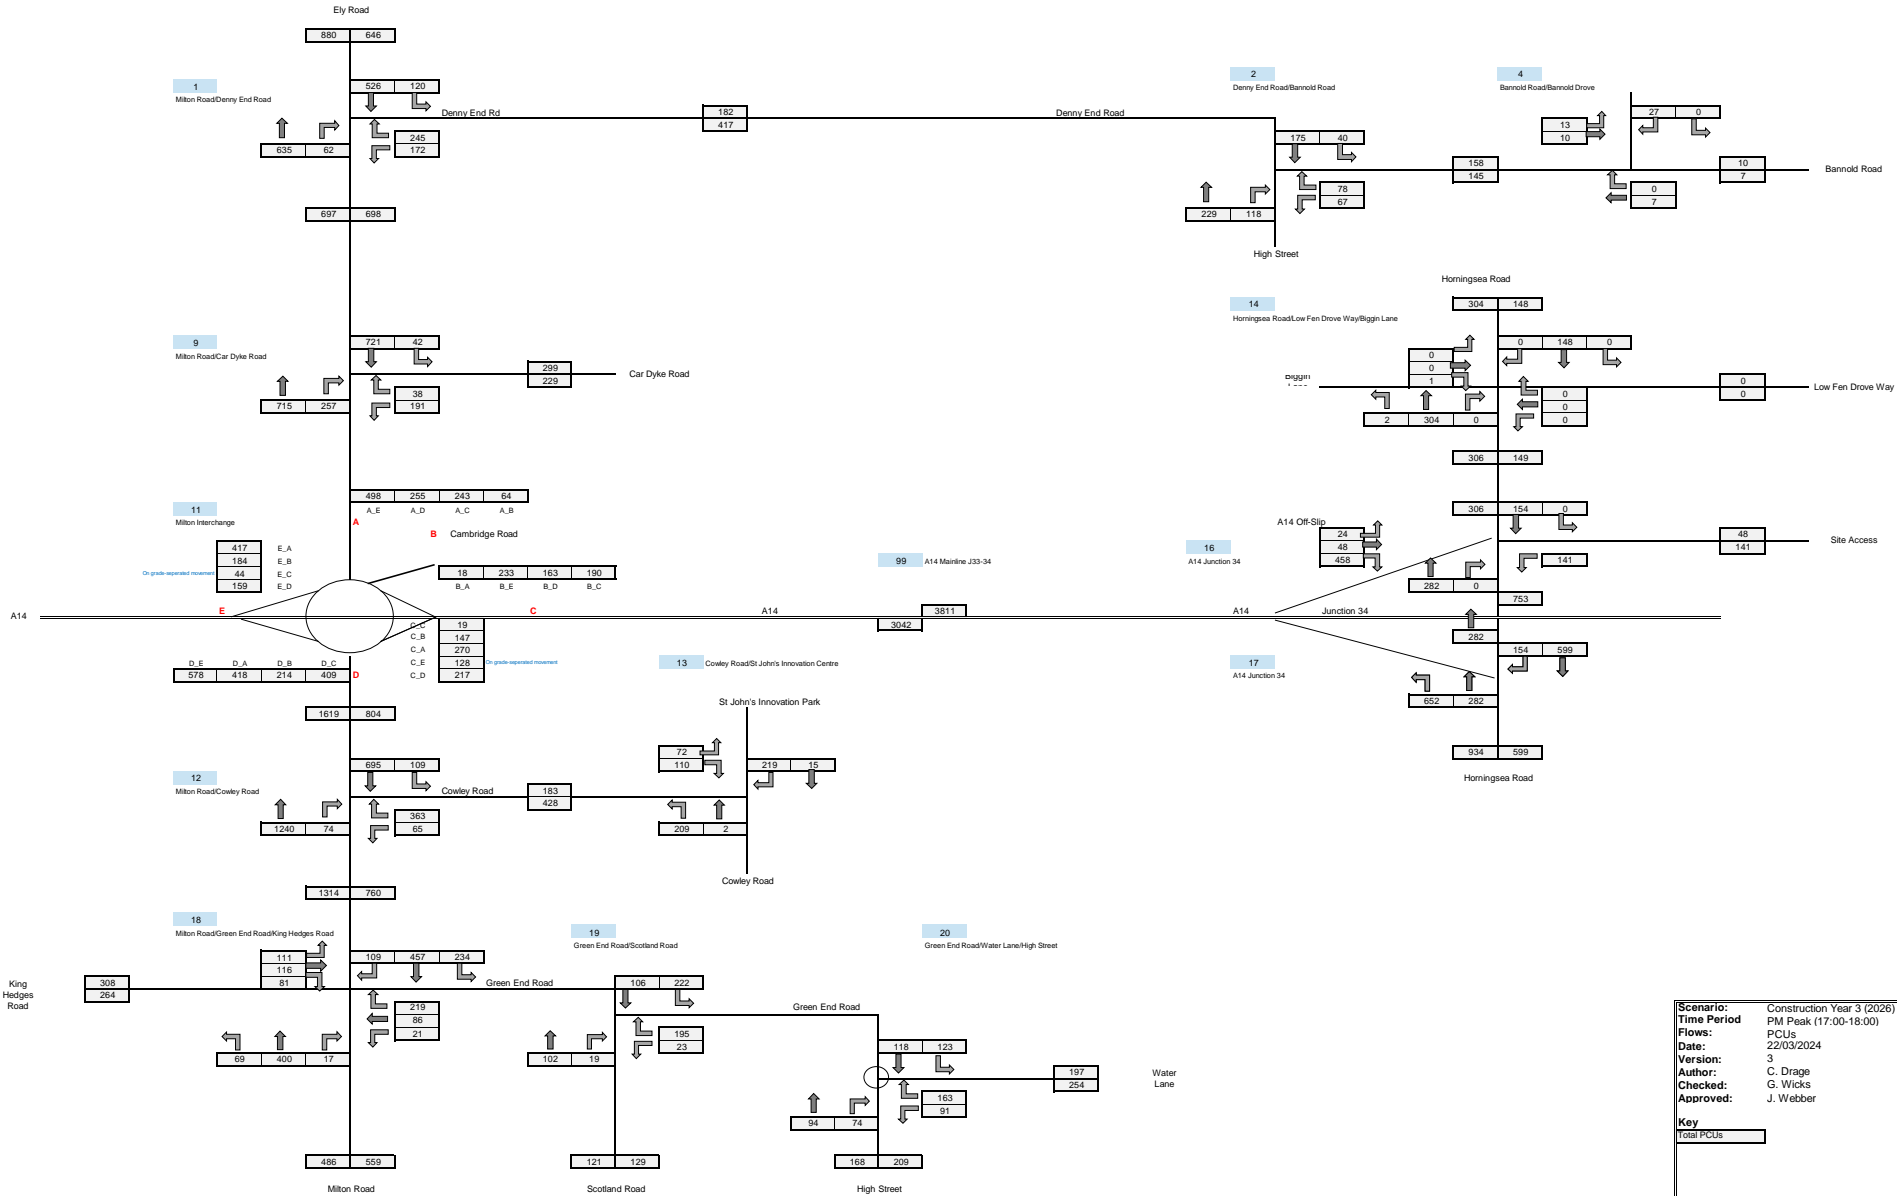 Ely Road
880 646
1
Milton Road/Denny End Road
526 120
Denny End Rd
182
417
Denny End Road
635 62
245
172
697 698
2
Denny End Road/Bannold Road
175 40
229 118
78
67
High Street
158
145
4
Bannold Road/Bannold Drove
13
10
27 0
0
7
10
7
Bannold Road
9
Milton Road/Car Dyke Road
721 42
299
229
Car Dyke Road
715 257
38
191
Horningsea Road
304 148
14
Horningsea Road/Low Fen Drove Way/Biggin Lane
0
0
1
0 148 0
Biggin
2 304 0
0
0
0
0
0
Low Fen Drove Way
306 149
11
Milton Interchange
498 255 243 64
A_E A_D A_C A_B
A
B Cambridge Road
417 E_A
184 E_B
On grade-seperated movement 44 E_C
159 E_D
18 233 163 190
B_A B_E B_D B_C
A14
E
C
A14
C_C 19
C_B 147
C_A 270
C_E 128 On grade-seperated movement
C_D 217
D_E D_A D_B D_C
578 418 214 409
D
1619 804
99 A14 Mainline J33-34
3811
3042
16
A14 Junction 34
306 154 0
A14 Off-Slip
24
48
458
48
141
Site Access
141
282 0
753
A14
Junction 34
282
154 599
17
A14 Junction 34
652 282
934 599
Horningsea Road
12
Milton Road/Cowley Road
695 109
Cowley Road
183
428
1240 74
363
65
1314 760
13 Cowley Road/St John's Innovation Centre
St John's Innovation Park
72
110
219 15
209 2
Cowley Road
18
Milton Road/Green End Road/King Hedges Road
111
116
81
109 457 234
King
Hedges
Road
308
264
Green End Road
219
86
21
69 400 17
486 559
Milton Road
19
Green End Road/Scotland Road
106 222
102 19
195
23
121 129
Scotland Road
20
Green End Road/Water Lane/High Street
Green End Road
118 123
197
254
Water
Lane
163
91
94 74
168 209
High Street
Scenario: Construction Year 3 (2026)
Time Period PM Peak (17:00-18:00)
Flows: PCUs
Date: 22/03/2024
Version: 3
Author: C. Drage
Checked: G. Wicks
Approved: J. Webber
Key
Total PCUs